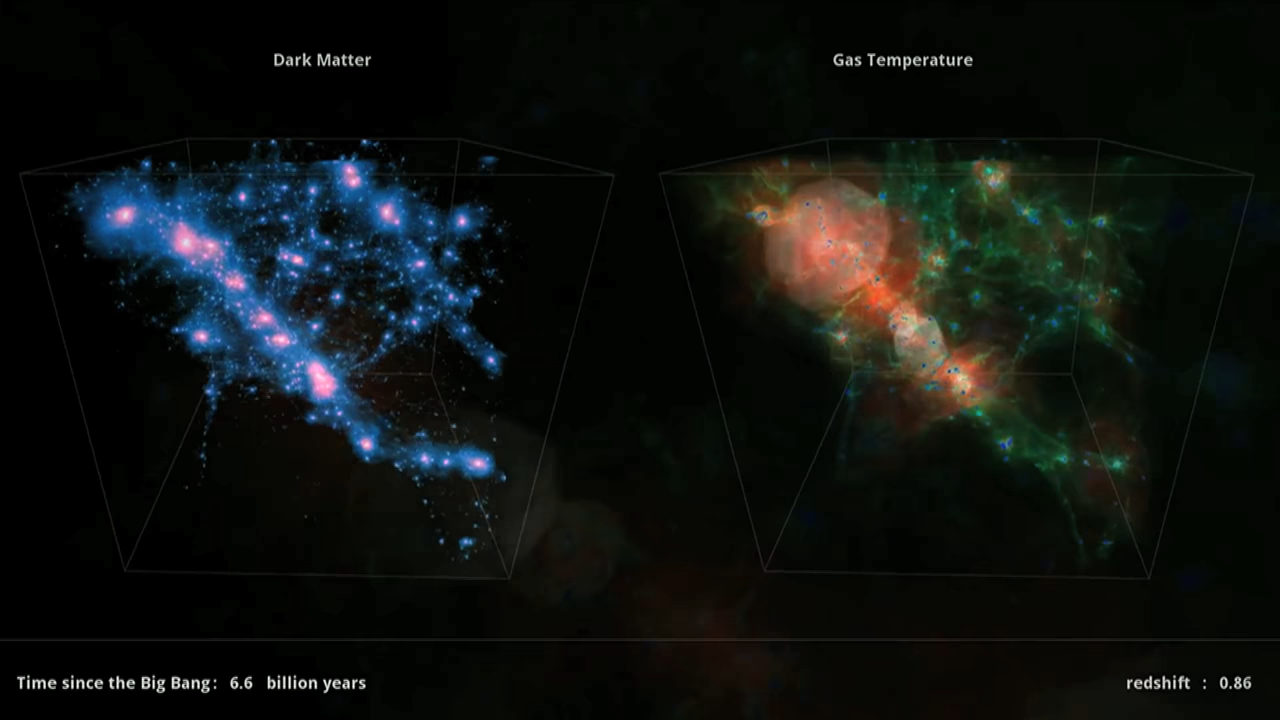 Dark Matter
Gas Temperature
Time since the Big Bang: 6.6 billion years
redshift : 0.86